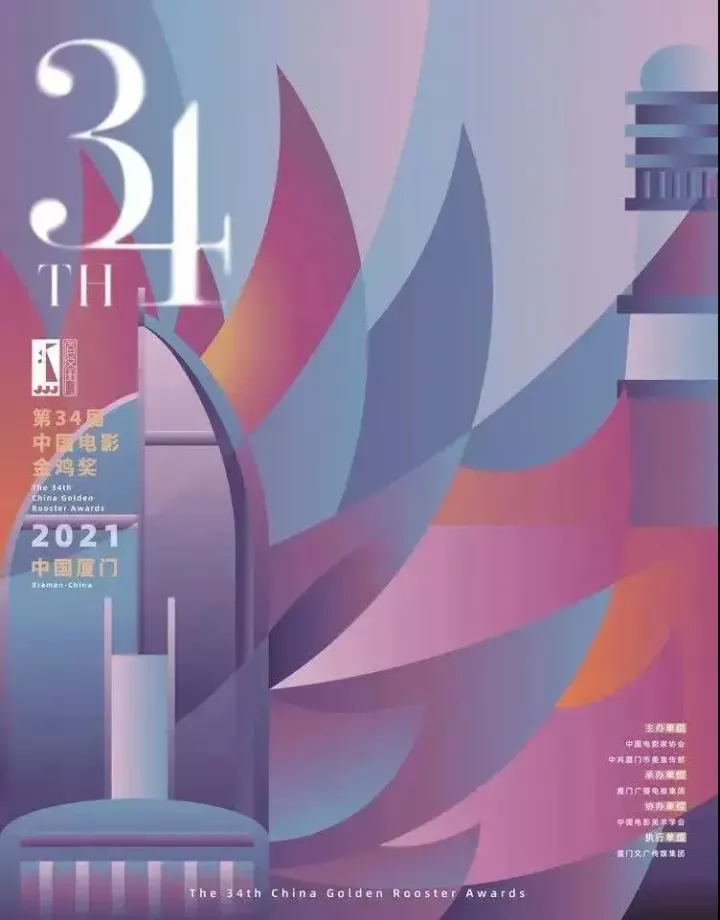 34
TH
第34届
中国电影
金鸡奖
The 34th
China Golden
Rooster Awards
2021
中国厦门
Xiamen-China
主办单位
中国电影家协会
中共厦门市委宣传部
承办单位
厦门广播电视集团
协办单位
中国电影美术学会
执行单位
厦门文广传媒集团
The 34th China Golden Rooster Awards